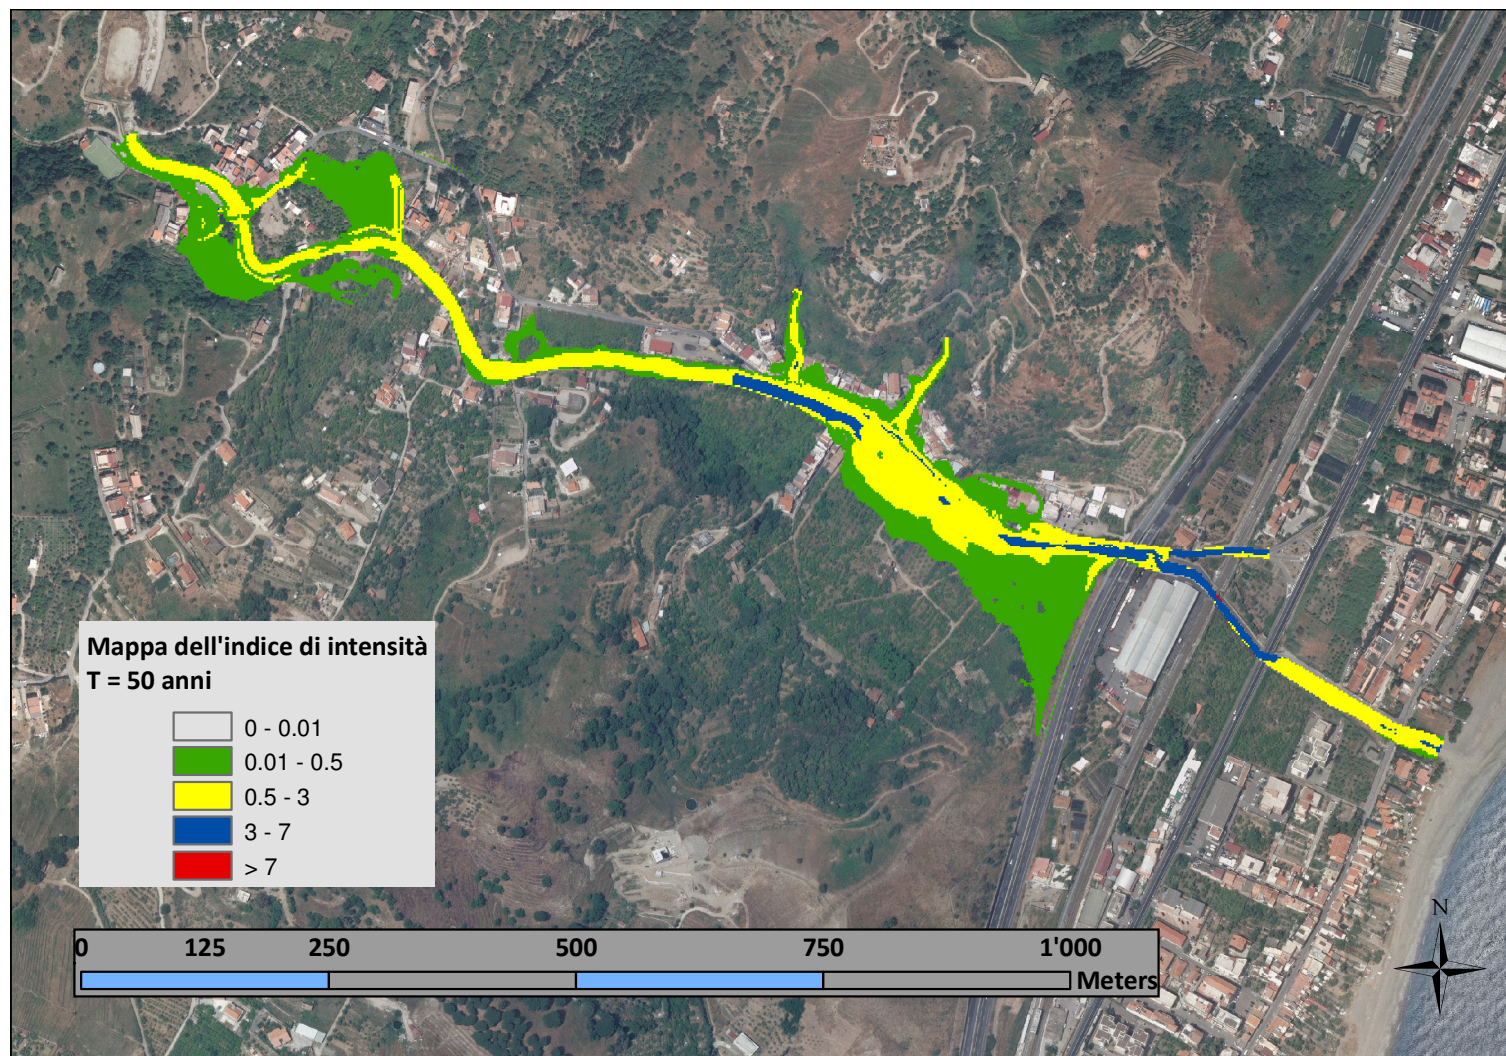 Mappa dell'indice di intensità
T = 50 anni
0 - 0.01
0.01 - 0.5
0.5 - 3
3 - 7
> 7
0 125 250 500 750 1'000
Meters
N